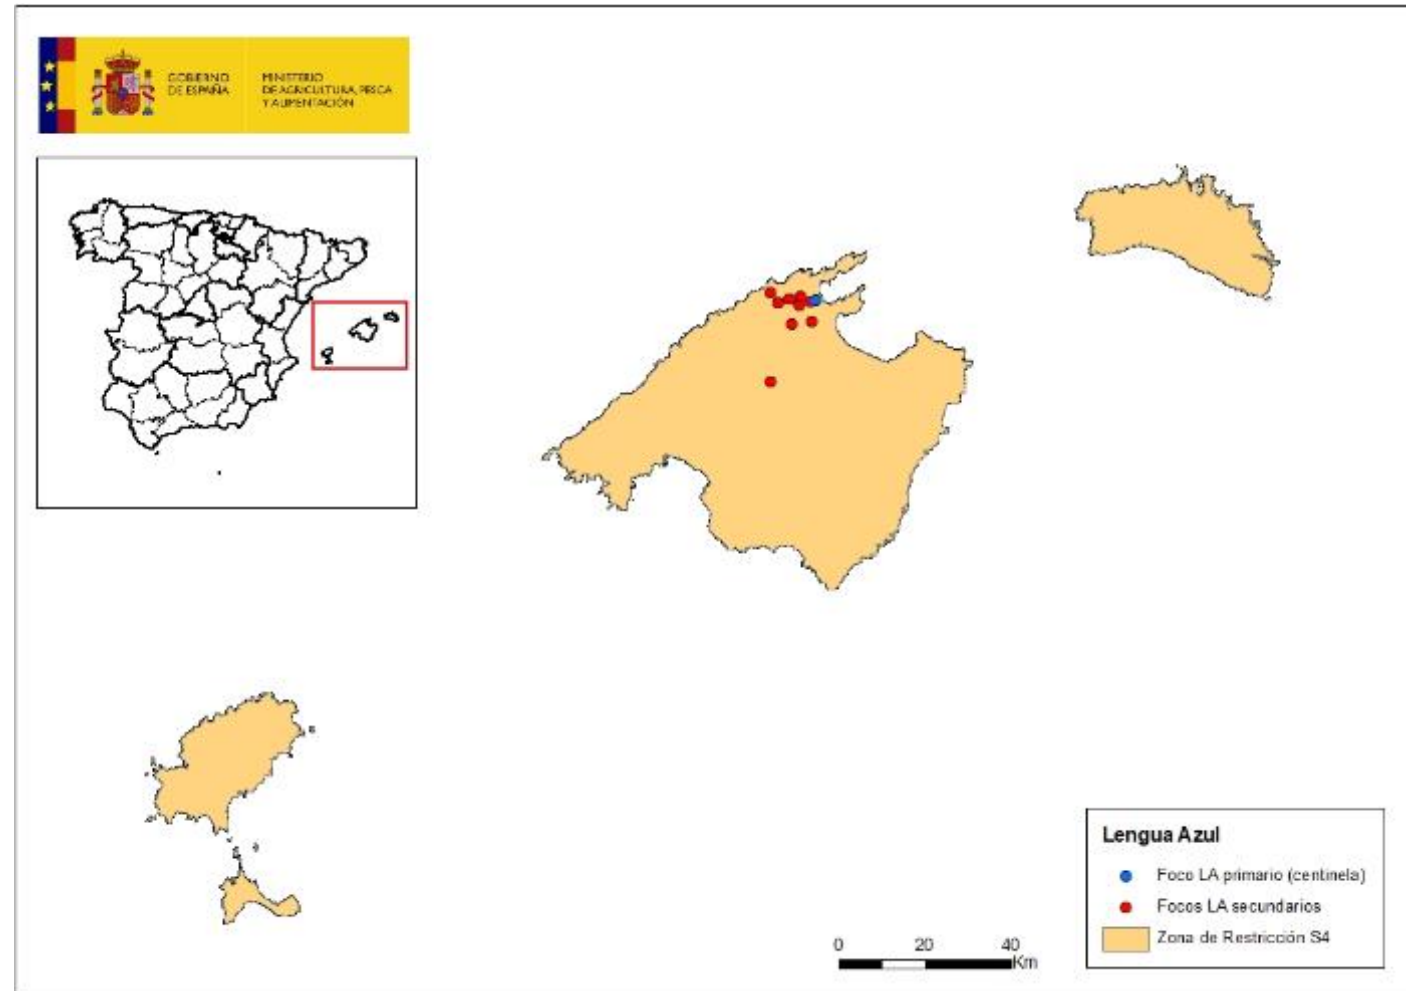 GOBIERNO
DE ESPAÑA
MINISTERIO
DE AGRICULTURA, PESCA
Y ALIMENTACIÓN
Lengua Azul
Foco LA primario (centinela)
Focos LA secundarios
Zona de Restricción S4
0 20 40
Km